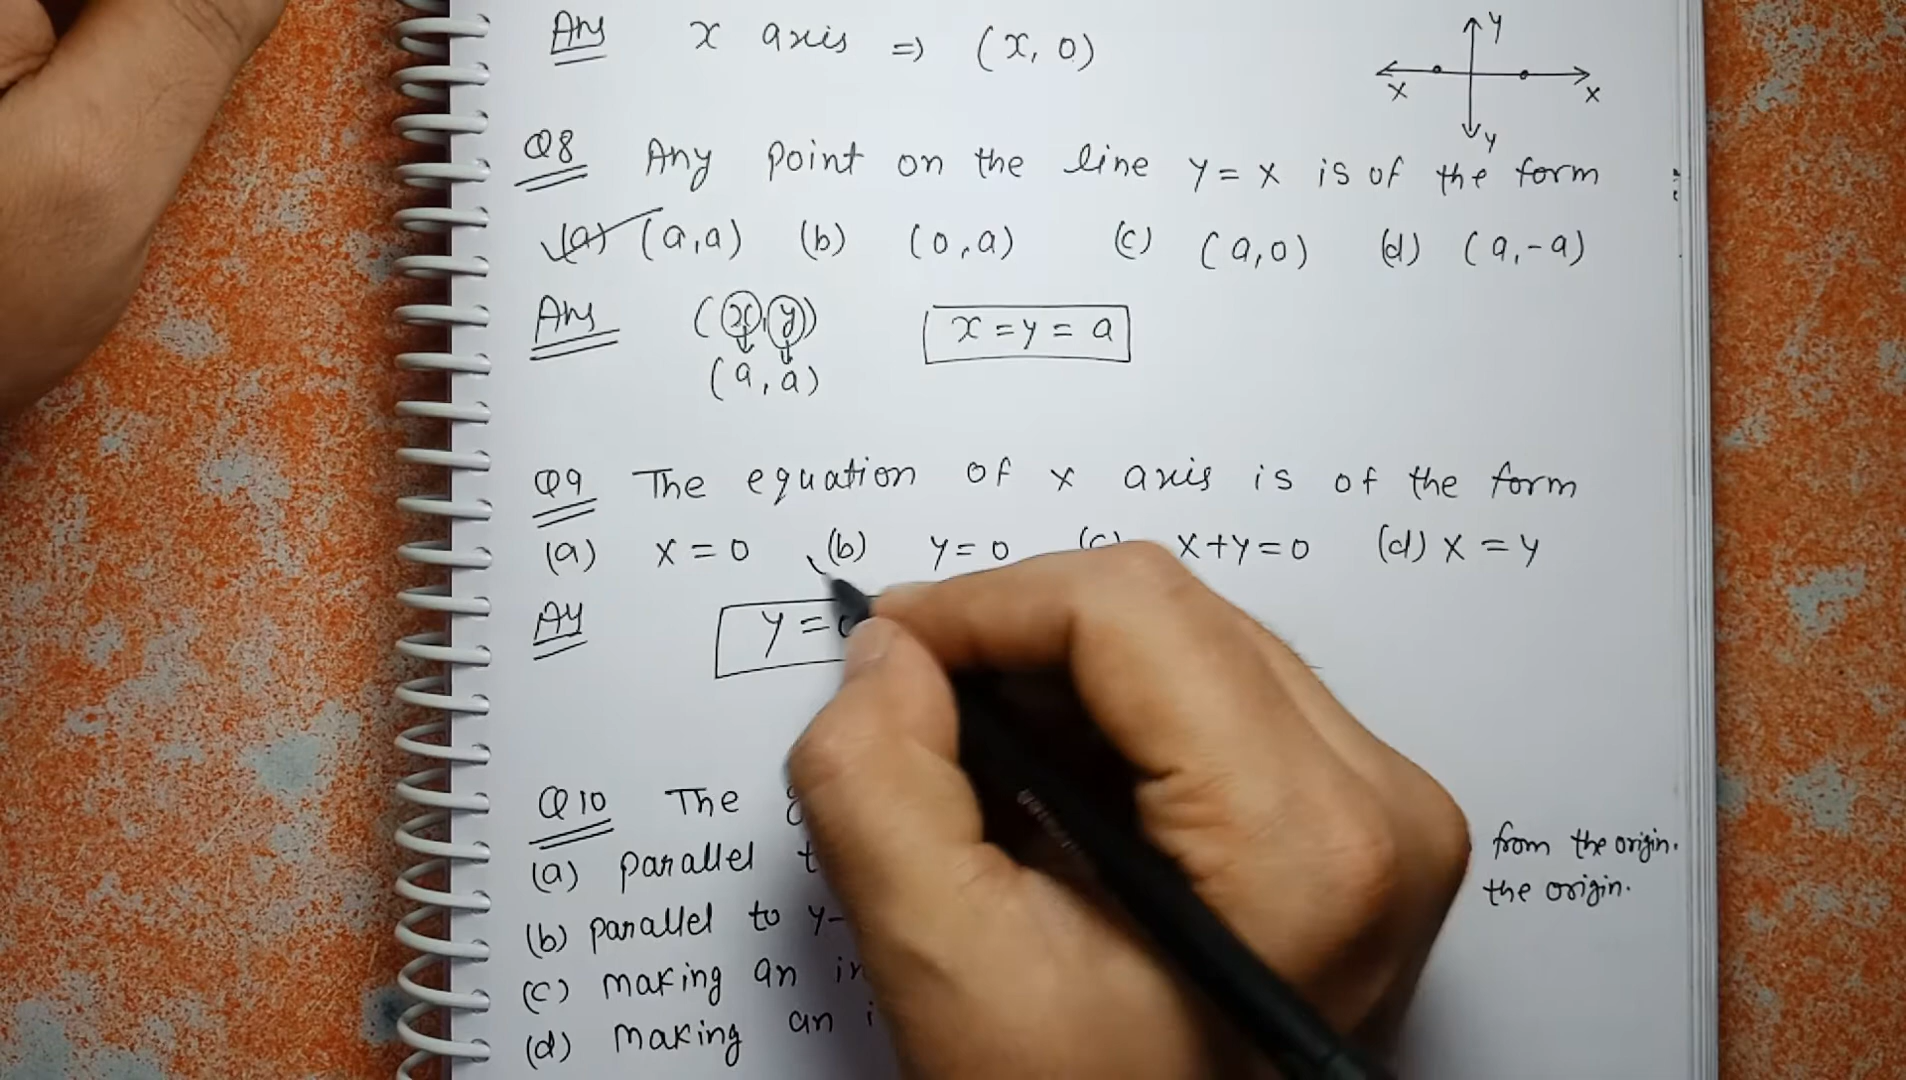 Ans x axis => (x, 0)
y
x x
y
Q8 Any point on the line y = x is of the form
(a) (a,a) (b) (0,a) (c) (a,0) (d) (a,-a)
Ans (x,y) x = y = a
(a,a)
Q9 The equation of x axis is of the form
(a) x = 0 (b) y = 0 (c) x+y=0 (d) x = y
y =
Q10 The
(a) parallel from the origin.
(b) parallel to y- the origin.
(c) making an
(d) making an